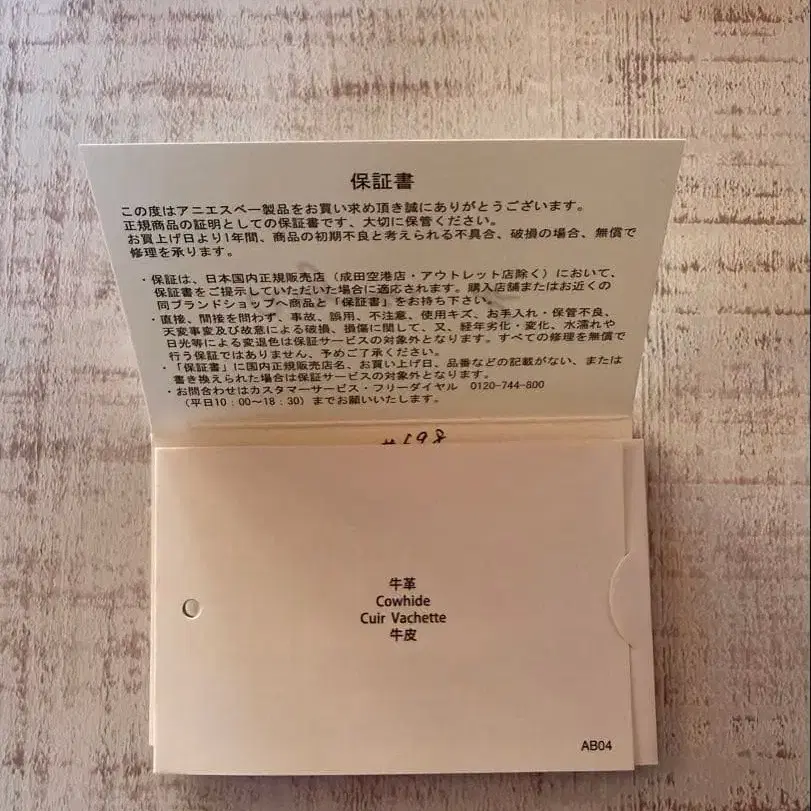 保証書
この度はアニエスベー製品をお買い求め頂き誠にありがとうございます。
正規商品の証明としての保証書です、大切に保管ください。
お買上げ日より1年間、商品の初期不良と考えられる不具合、破損の場合、無償で
修理を承ります。
・保証は、日本国内正規販売店（成田空港店・アウトレット店除く）において、
保証書をご提示していただいた場合に適応されます。購入店舗またはお近くの
同ブランドショップへ商品と「保証書」をお持ち下さい。
・直接、間接を問わず、事故、誤用、不注意、使用キズ、お手入れ・保管不良、
天変事変及び故意による破損、損傷に関して、又、経年劣化・変化、水濡れや
日光等による変退色は保証サービスの対象外となります。すべての修理を無償で
行う保証ではありません、予めご了承ください。
・「保証書」に国内正規販売店名、お買い上げ日、品番などの記載がない、または
書き換えられた場合は保証サービスの対象外となります。
・お問合わせはカスタマーサービス・フリーダイヤル 0120-744-800
（平日10：00〜18：30）までお願いいたします。
牛革
Cowhide
Cuir Vachette
牛皮
AB04